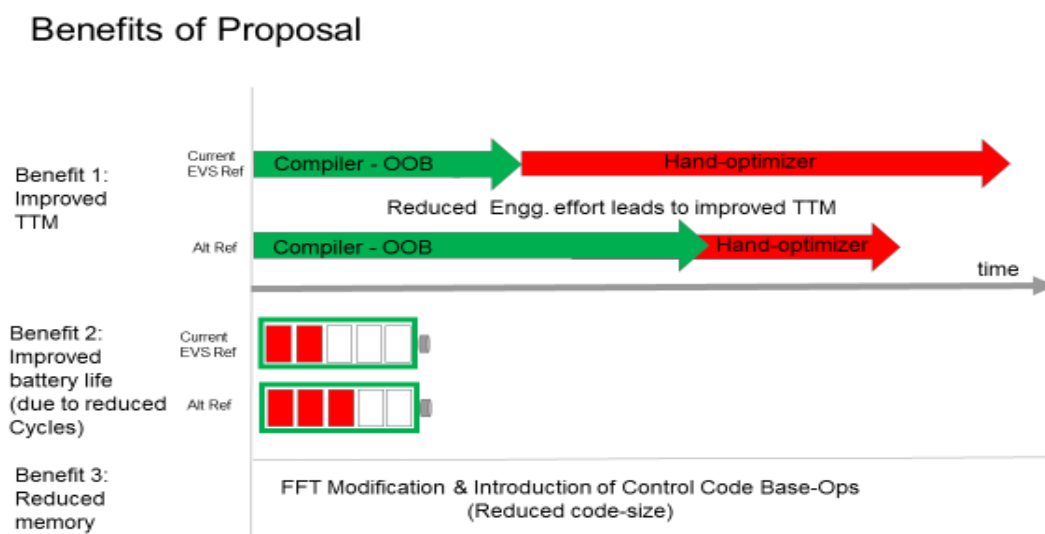 Benefits of Proposal
Benefit 1:
Improved
TTM
Current
EVS Ref
Compiler - OOB
Hand-optimizer
Reduced Engg. effort leads to improved TTM
Alt Ref
Compiler - OOB
Hand-optimizer
time
Benefit 2:
Improved
battery life
(due to reduced
Cycles)
Current
EVS Ref
Alt Ref
Benefit 3:
Reduced
memory
FFT Modification & Introduction of Control Code Base-Ops
(Reduced code-size)